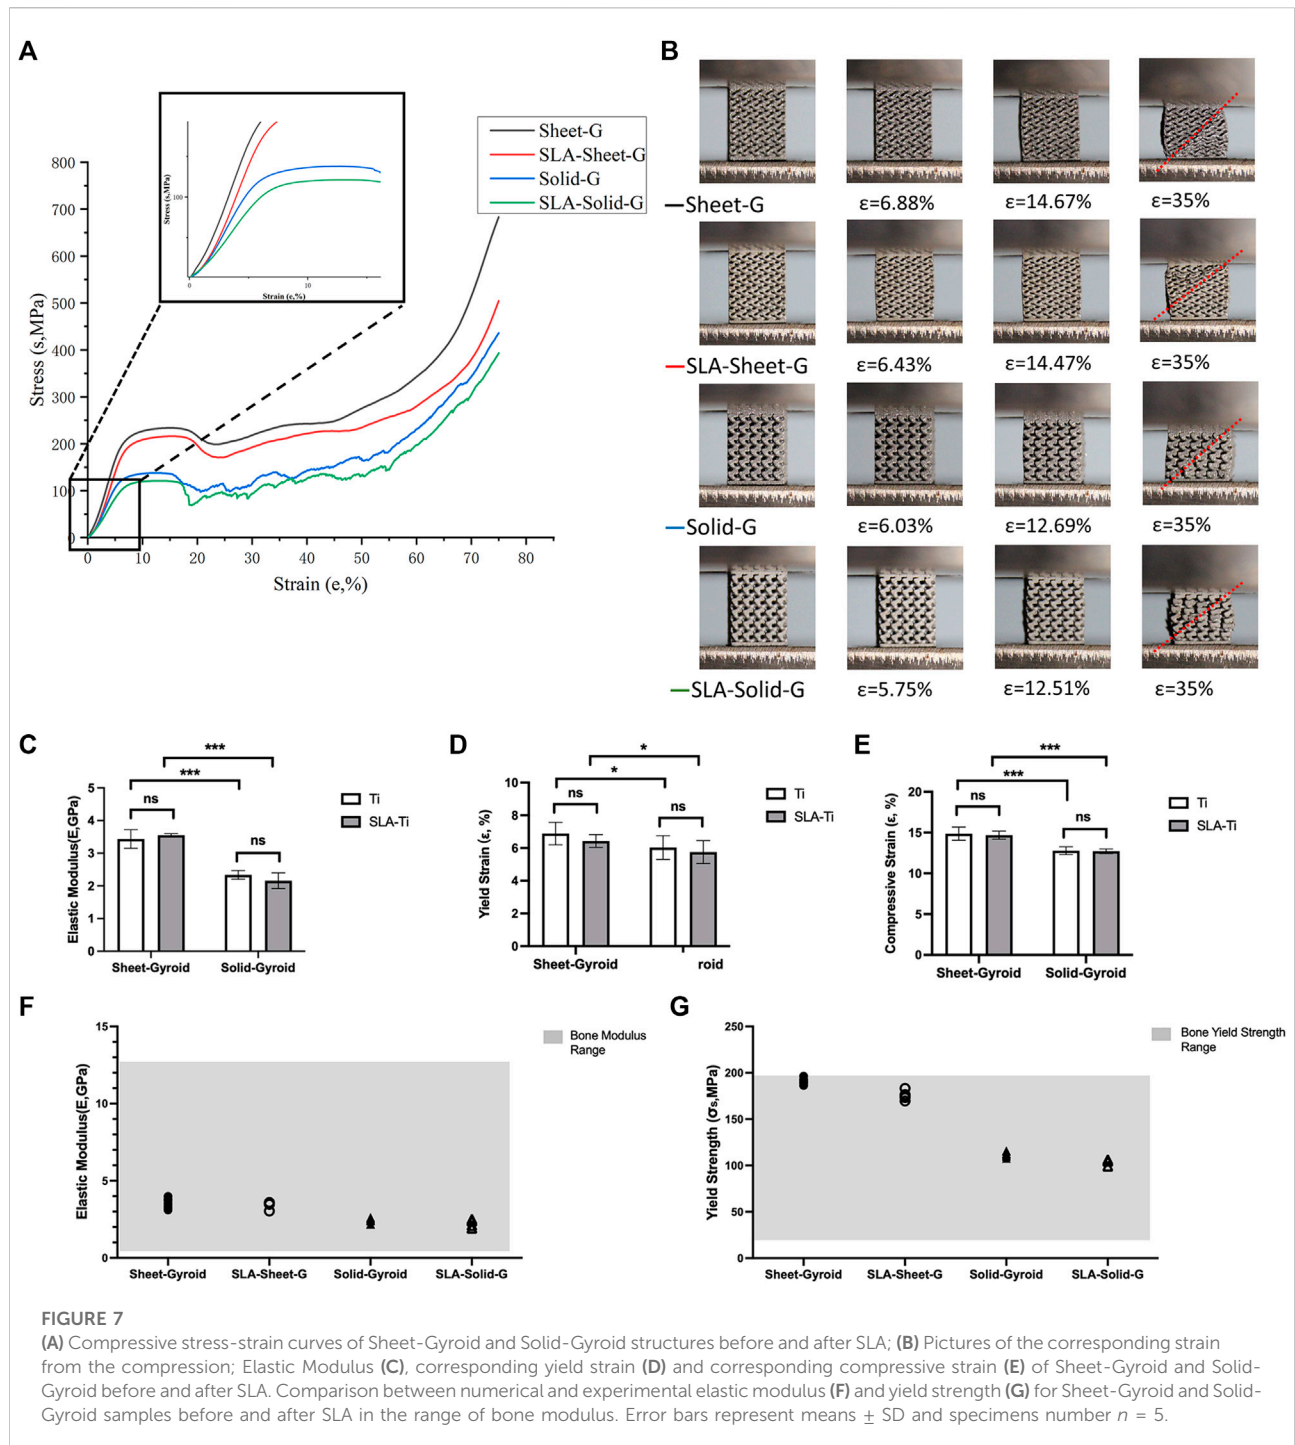 A
B
Stress (s,MPa)
100
0
10
Strain (e,%)
Sheet-G
SLA-Sheet-G
Solid-G
SLA-Solid-G
800
700
600
500
400
300
200
100
0
Stress (s,MPa)
0 10 20 30 40 50 60 70 80
Strain (e,%)
Sheet-G ε=6.88% ε=14.67% ε=35%
SLA-Sheet-G ε=6.43% ε=14.47% ε=35%
Solid-G ε=6.03% ε=12.69% ε=35%
SLA-Solid-G ε=5.75% ε=12.51% ε=35%
C
***
***
ns
ns
Ti
SLA-Ti
Elastic Modulus(E,GPa)
5
4
3
2
1
0
Sheet-Gyroid Solid-Gyroid
D
*
*
ns
ns
Ti
SLA-Ti
Yield Strain (ε, %)
10
8
6
4
2
0
Sheet-Gyroid roid
E
***
***
ns
ns
Ti
SLA-Ti
Compressive Strain (ε, %)
20
15
10
5
0
Sheet-Gyroid Solid-Gyroid
F
Elastic Modulus(E,GPa)
15
10
5
0
Bone Modulus
Range
Sheet-Gyroid SLA-Sheet-G Solid-Gyroid SLA-Solid-G
G
Yield Strength (σs,MPa)
250
200
150
100
50
0
Bone Yield Strength
Range
Sheet-Gyroid SLA-Sheet-G Solid-Gyroid SLA-Solid-G
FIGURE 7
(A) Compressive stress-strain curves of Sheet-Gyroid and Solid-Gyroid structures before and after SLA; (B) Pictures of the corresponding strain
from the compression; Elastic Modulus (C), corresponding yield strain (D) and corresponding compressive strain (E) of Sheet-Gyroid and Solid-
Gyroid before and after SLA. Comparison between numerical and experimental elastic modulus (F) and yield strength (G) for Sheet-Gyroid and Solid-
Gyroid samples before and after SLA in the range of bone modulus. Error bars represent means ± SD and specimens number n = 5.